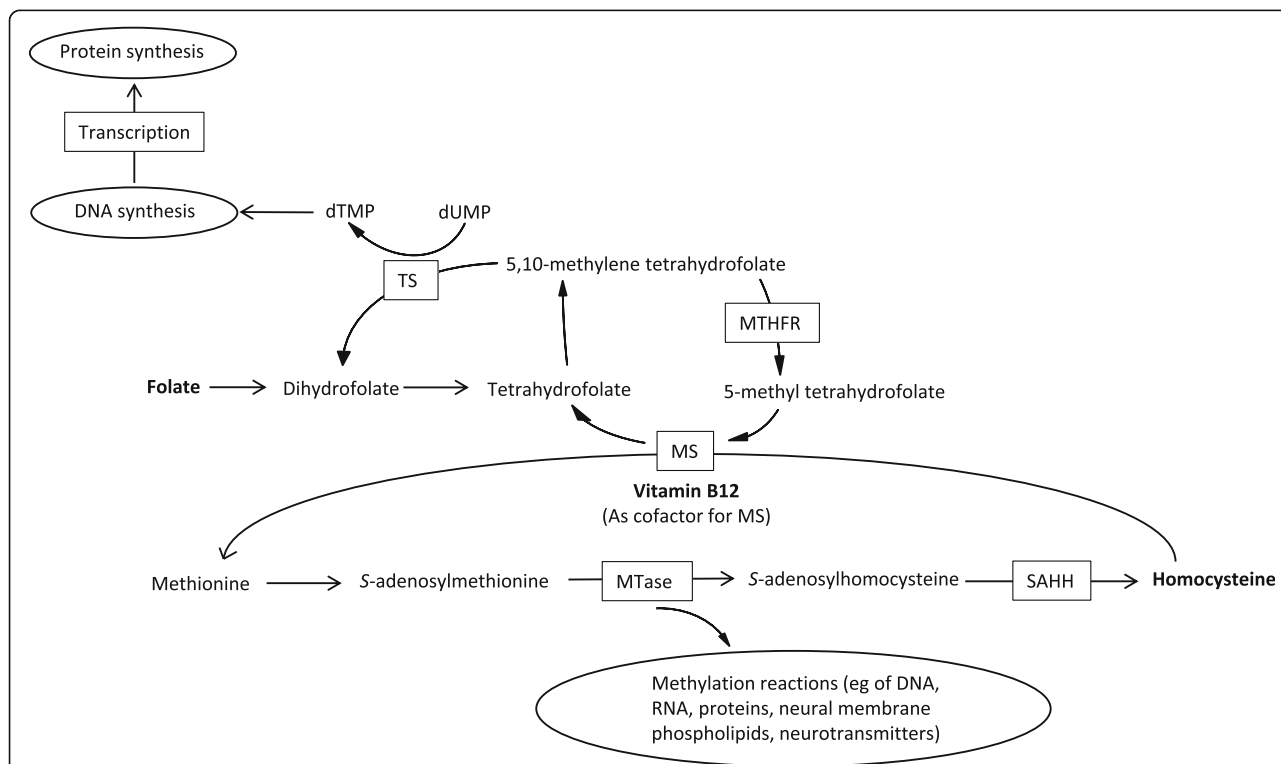 Protein synthesis
Transcription
DNA synthesis
dTMP
dUMP
TS
5,10-methylene tetrahydrofolate
MTHFR
Folate
Dihydrofolate
Tetrahydrofolate
5-methyl tetrahydrofolate
MS
Vitamin B12
(As cofactor for MS)
Methionine
S-adenosylmethionine
MTase
S-adenosylhomocysteine
SAHH
Homocysteine
Methylation reactions (eg of DNA,
RNA, proteins, neural membrane
phospholipids, neurotransmitters)